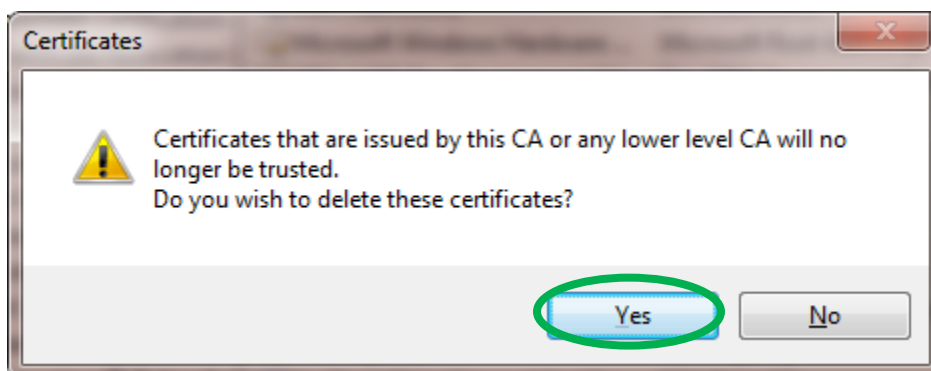 Certificates
Certificates that are issued by this CA or any lower level CA will no
longer be trusted.
Do you wish to delete these certificates?
Yes
No